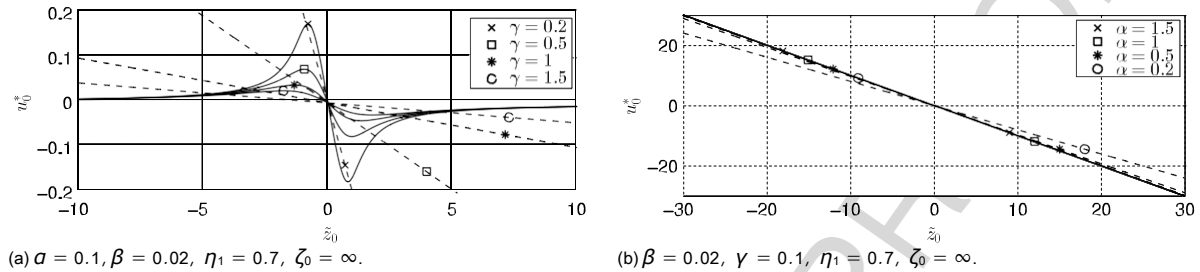 0.2
0.1
0
−0.1
−0.2
u*0
−10
−5
0
5
10
z̃0
γ = 0.2
γ = 0.5
γ = 1
γ = 1.5
(a) α = 0.1, β = 0.02, η1 = 0.7, ζ0 = ∞.
20
0
−20
u*0
−30
−20
−10
0
10
20
30
z̃0
α = 1.5
α = 1
α = 0.5
α = 0.2
(b) β = 0.02, γ = 0.1, η1 = 0.7, ζ0 = ∞.